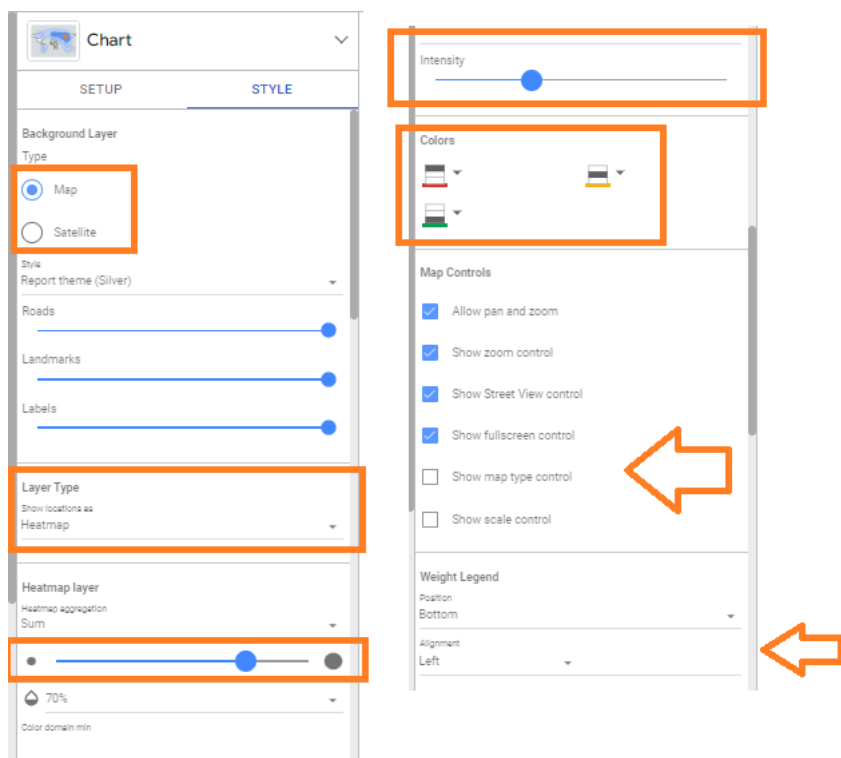 Chart
SETUP STYLE
Background Layer
Type
Map
Satellite
Style
Report theme (Silver)
Roads
Landmarks
Labels
Layer Type
Show locations as
Heatmap
Heatmap layer
Heatmap aggregation
Sum
70%
Color domain min
Intensity
Colors
Map Controls
Allow pan and zoom
Show zoom control
Show Street View control
Show fullscreen control
Show map type control
Show scale control
Weight Legend
Position
Bottom
Alignment
Left